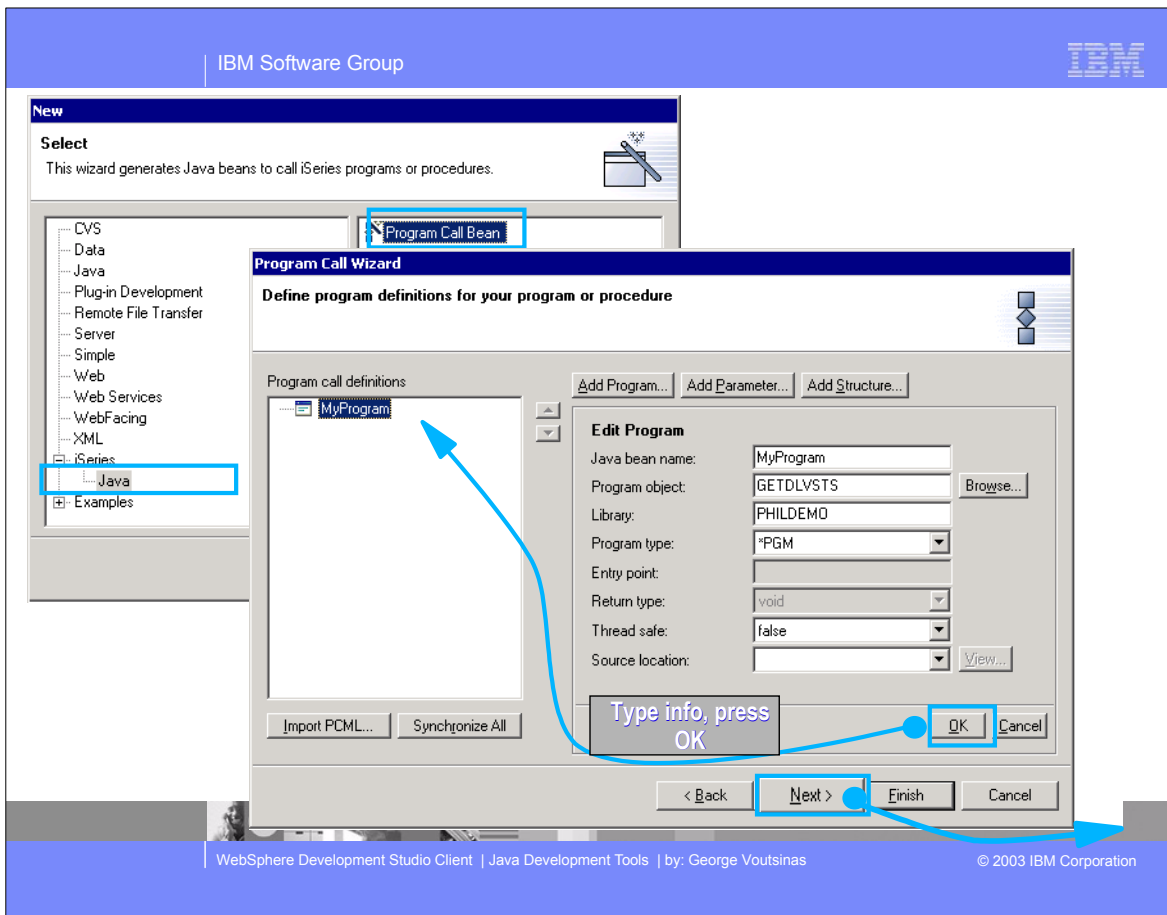 IBM Software Group
IBM
New
Select
This wizard generates Java beans to call iSeries programs or procedures.
CVS
Data
Java
Plug-in Development
Remote File Transfer
Server
Simple
Web
Web Services
WebFacing
XML
iSeries
Java
Examples
Program Call Bean
Program Call Wizard
Define program definitions for your program or procedure
Program call definitions
MyProgram
Import PCML...
Synchronize All
Add Program...
Add Parameter...
Add Structure...
Edit Program
Java bean name: MyProgram
Program object: GETDLVSTS Browse...
Library: PHILDEMO
Program type: *PGM
Entry point:
Return type: void
Thread safe: false
Source location: View...
Type info, press
OK
OK Cancel
< Back Next > Finish Cancel
WebSphere Development Studio Client | Java Development Tools | by: George Voutsinas
© 2003 IBM Corporation